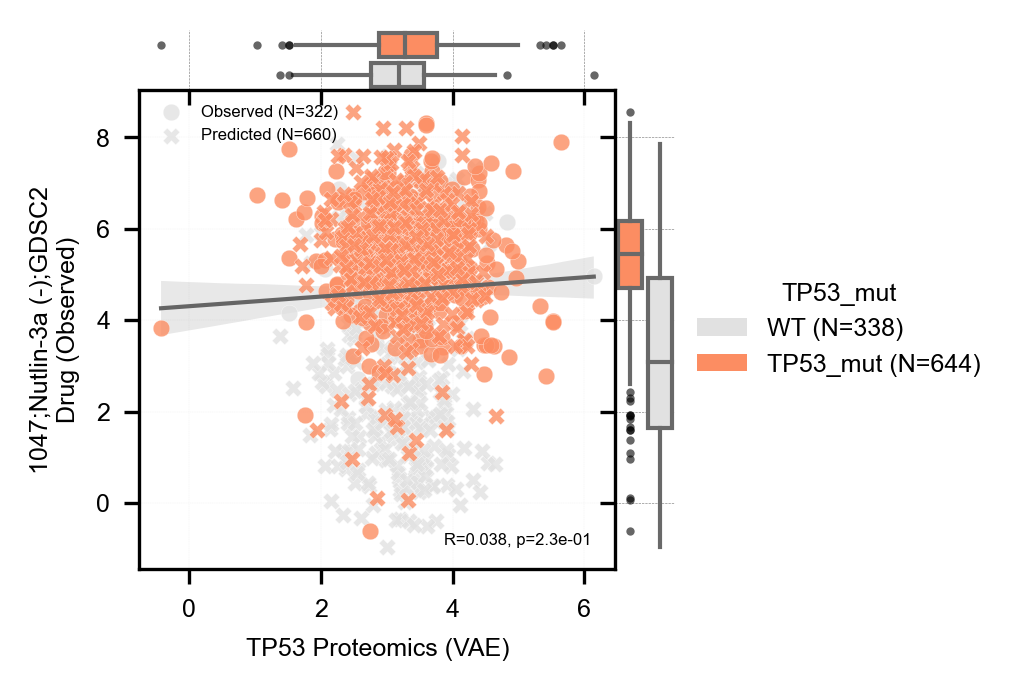 Observed (N=322)
Predicted (N=660)
8
6
4
2
0
1047;Nutlin-3a (-);GDSC2
Drug (Observed)
R=0.038, p=2.3e-01
0
2
4
6
TP53 Proteomics (VAE)
TP53_mut
WT (N=338)
TP53_mut (N=644)